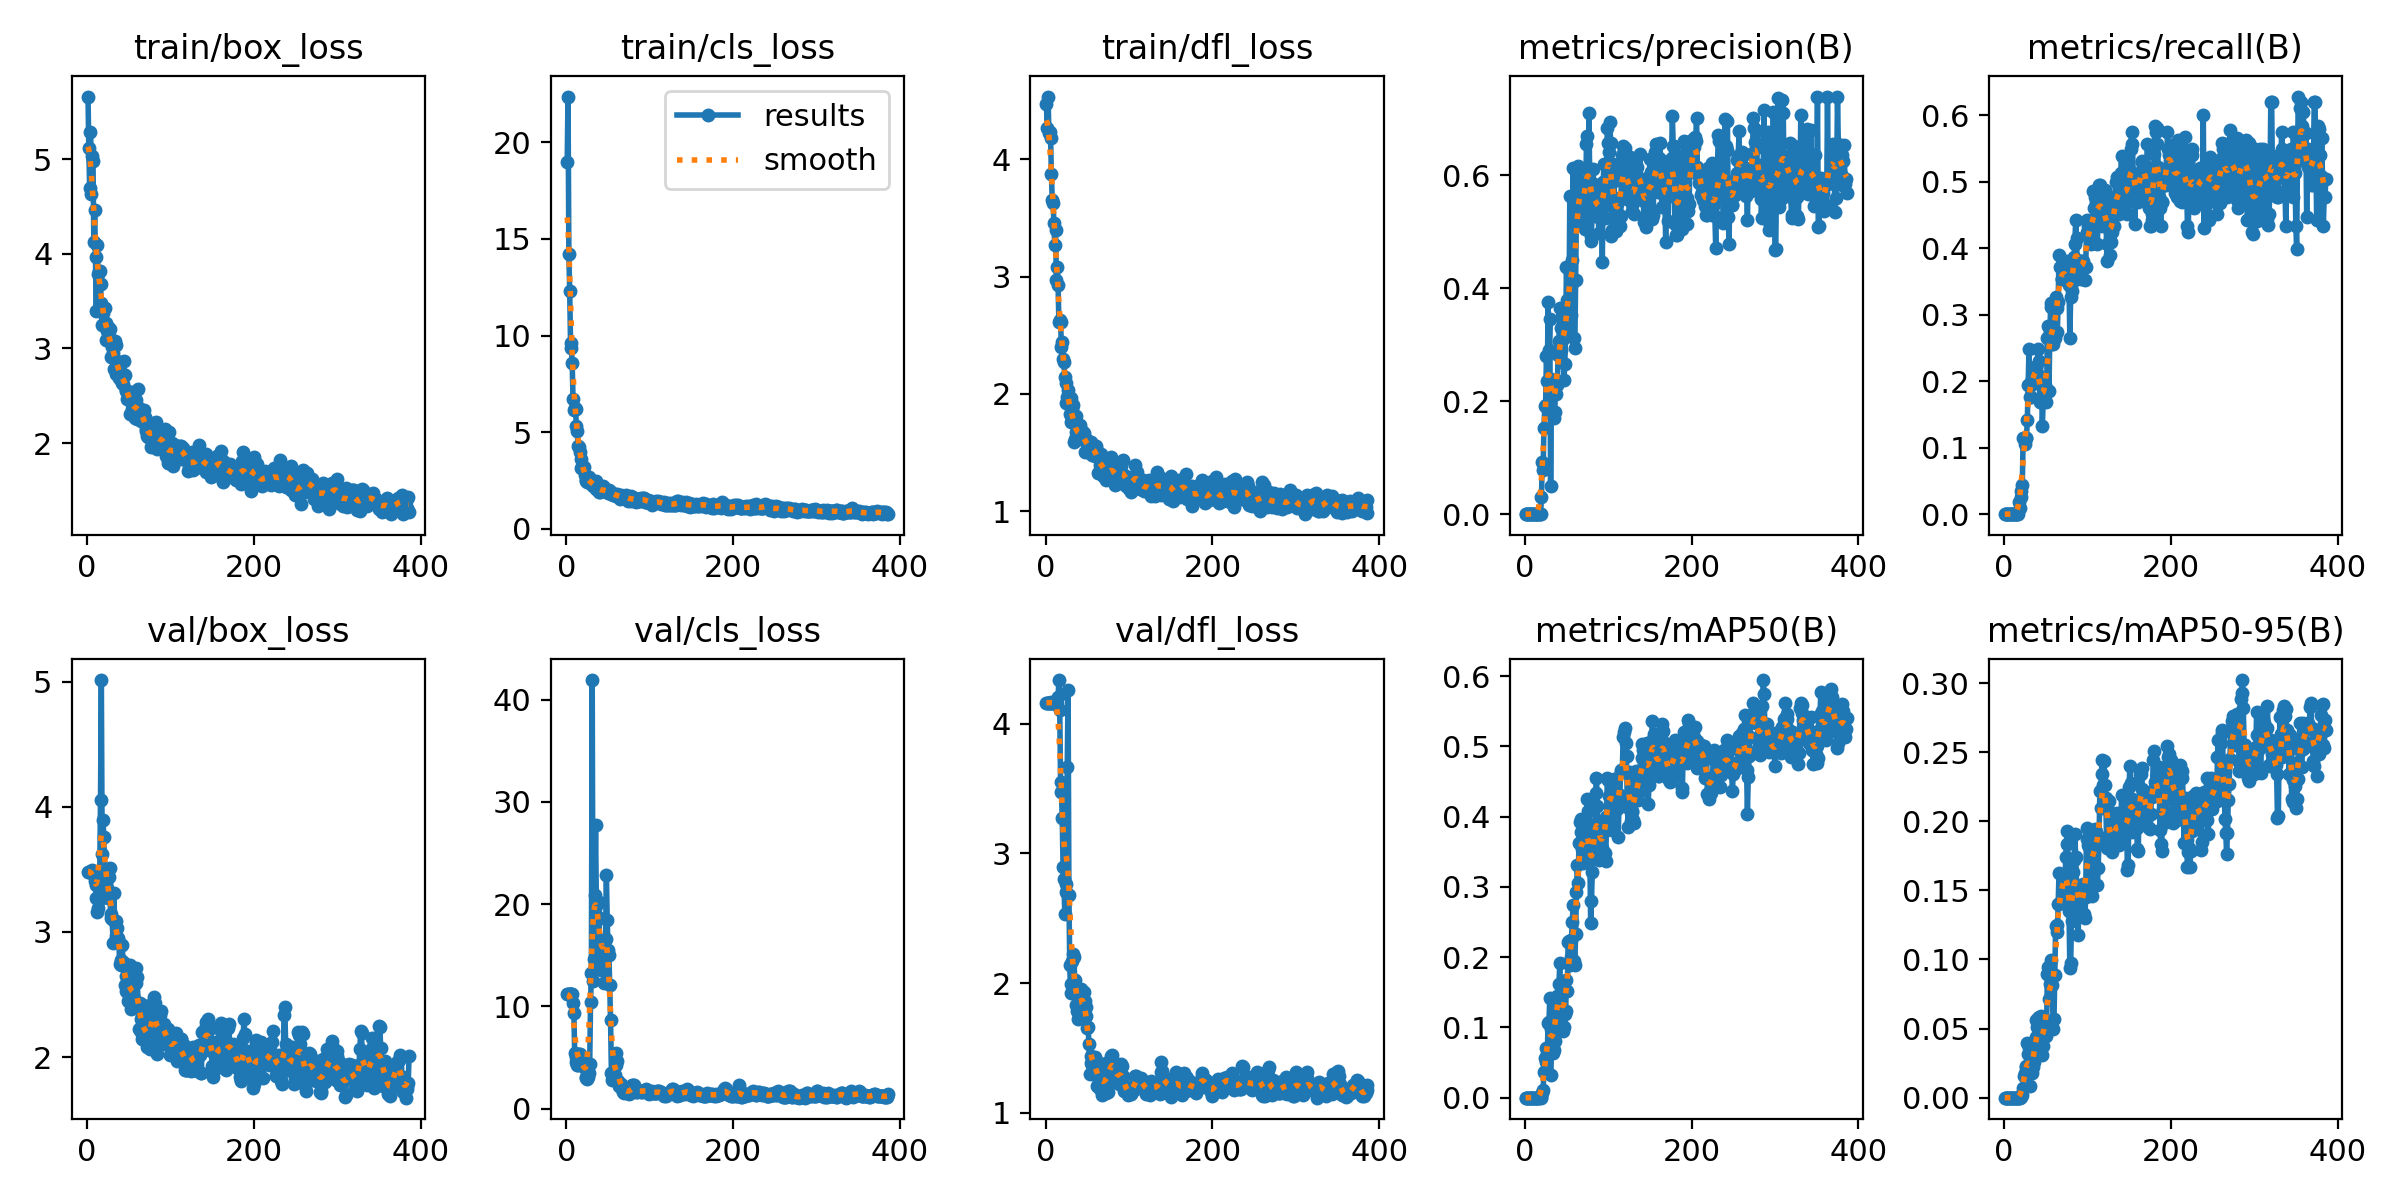 train/box_loss
5
4
3
2
0 200 400
train/cls_loss
results
smooth
20
15
10
5
0
0 200 400
train/dfl_loss
4
3
2
1
0 200 400
metrics/precision(B)
0.6
0.4
0.2
0.0
0 200 400
metrics/recall(B)
0.6
0.5
0.4
0.3
0.2
0.1
0.0
0 200 400
val/box_loss
5
4
3
2
0 200 400
val/cls_loss
40
30
20
10
0
0 200 400
val/dfl_loss
4
3
2
1
0 200 400
metrics/mAP50(B)
0.6
0.5
0.4
0.3
0.2
0.1
0.0
0 200 400
metrics/mAP50-95(B)
0.30
0.25
0.20
0.15
0.10
0.05
0.00
0 200 400